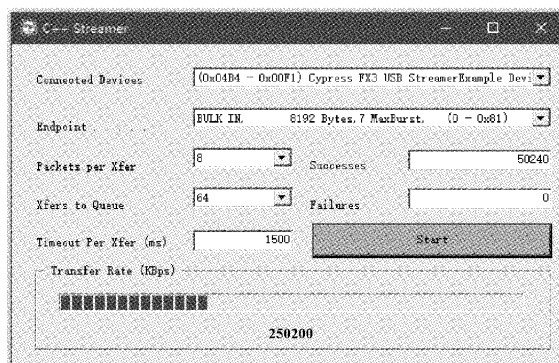 C++ Streamer
Connected Devices (0x04B4 - 0x00F1) Cypress FX3 USB StreamerExample Devi
Endpoint . . . . . . BULK IN, 8192 Bytes, 7 MaxBurst, (0 - 0x81)
Packets per Xfer 8 Successes 50240
Xfers to Queue 64 Failures 0
Timeout Per Xfer (ms) 1500 Start
Transfer Rate (KBps)
250200